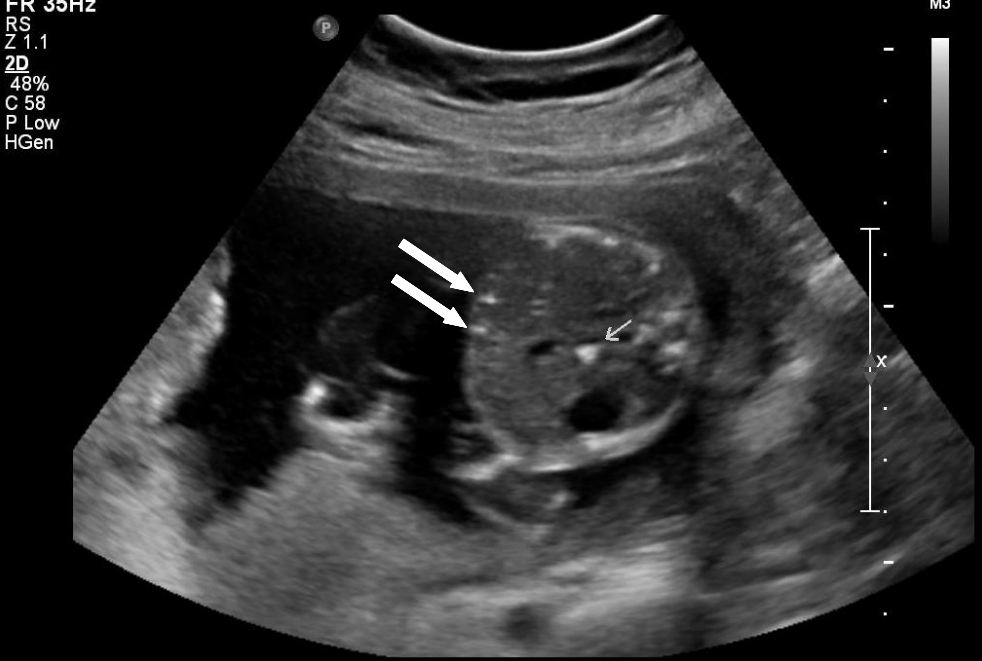 FR 35Hz
RS
Z 1.1
2D
48%
C 58
P Low
HGen
P
M3
X